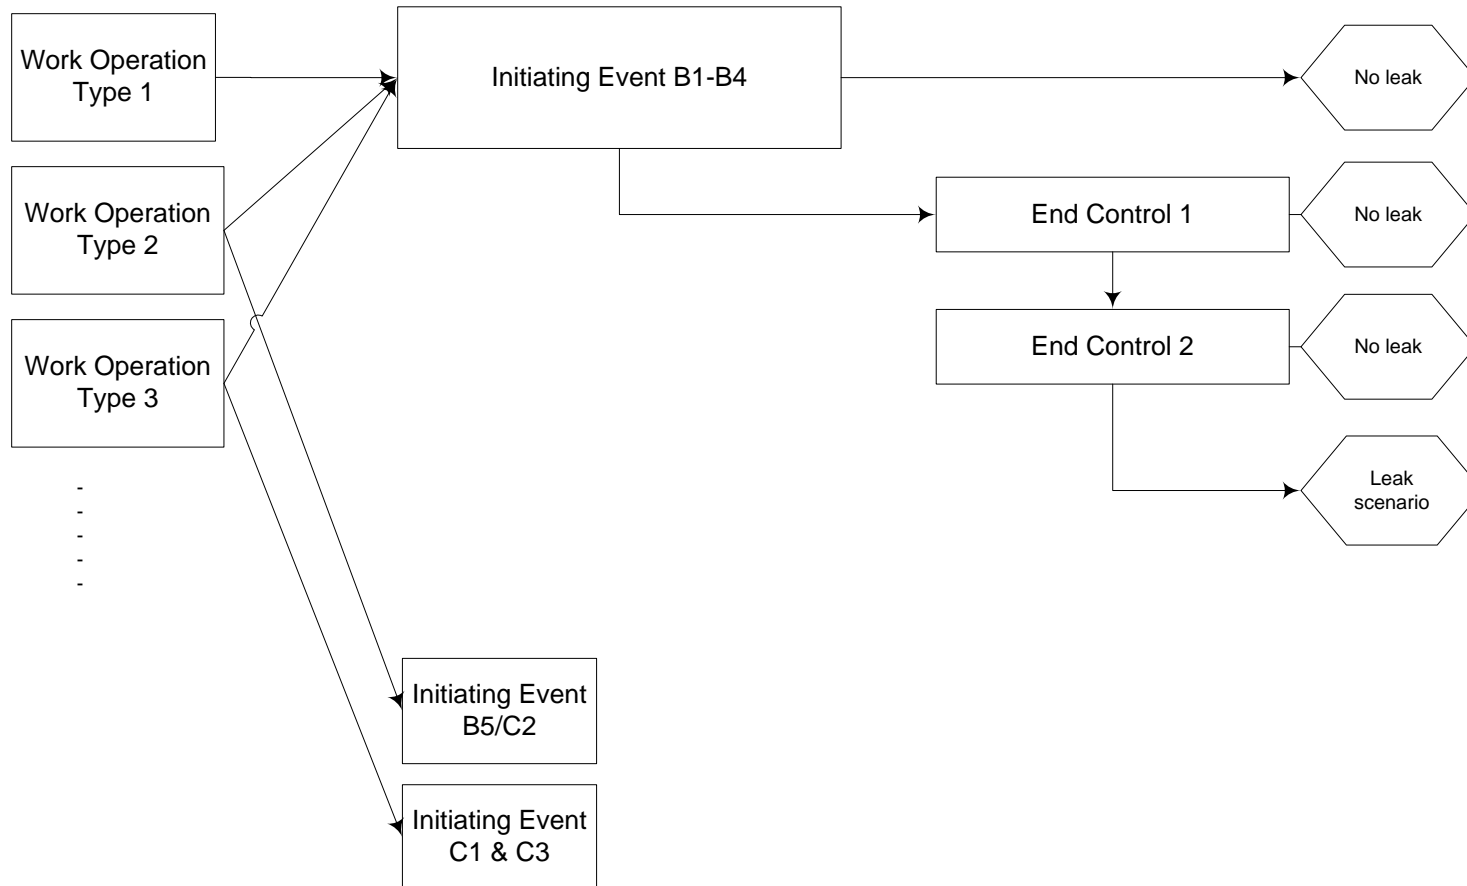 Work Operation
Type 1
Initiating Event B1-B4
No leak
Work Operation
Type 2
End Control 1
No leak
Work Operation
Type 3
End Control 2
No leak
Leak
scenario
-
-
-
-
-
Initiating Event
B5/C2
Initiating Event
C1 & C3